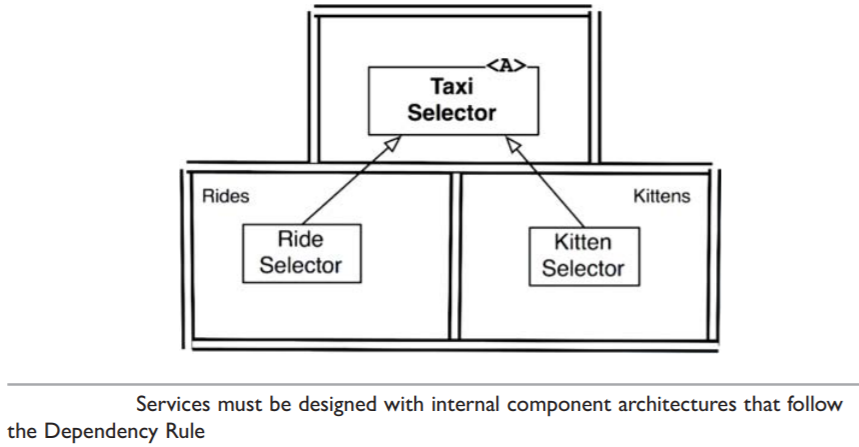 <A>
Taxi
Selector
Rides
Kittens
Ride
Selector
Kitten
Selector
Services must be designed with internal component architectures that follow
the Dependency Rule